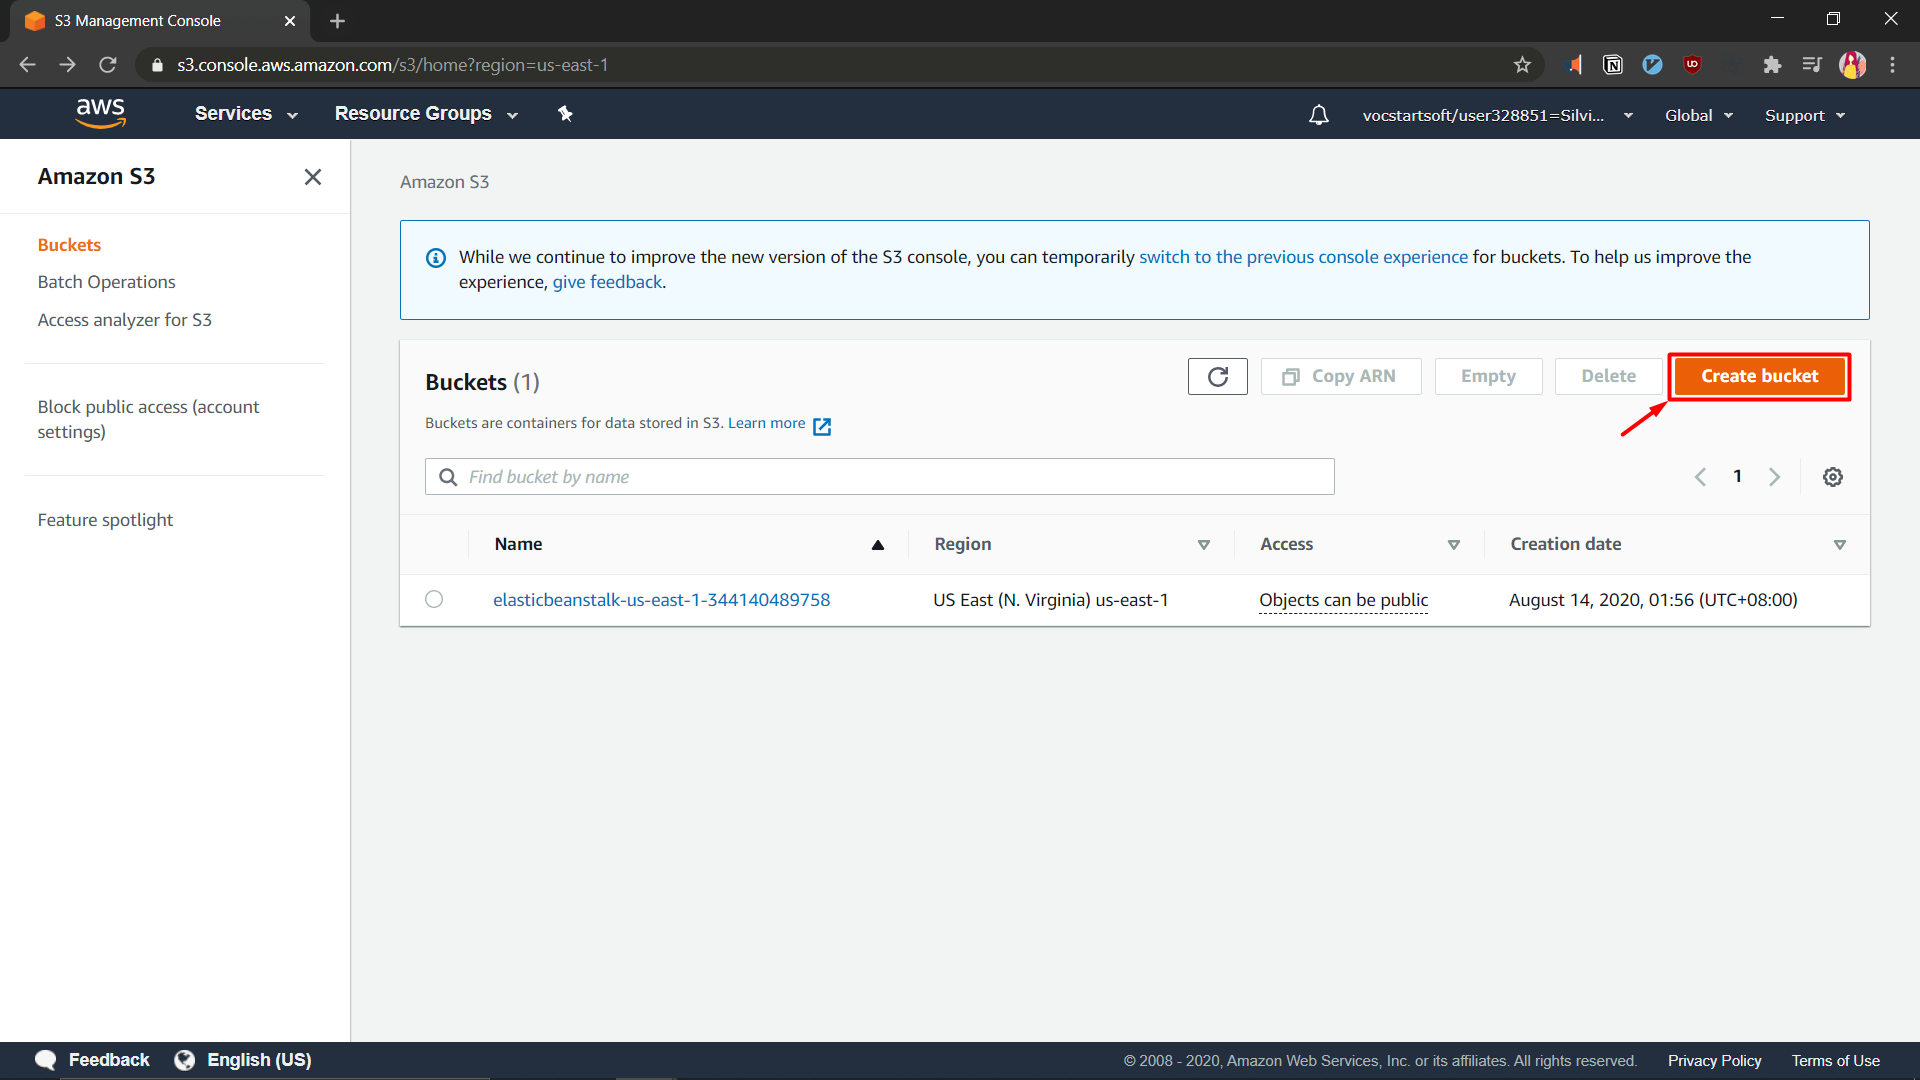 S3 Management Console
s3.console.aws.amazon.com/s3/home?region=us-east-1
aws
Services
Resource Groups
vocstartsoft/user328851=Silvi...
Global
Support
Amazon S3
Buckets
Batch Operations
Access analyzer for S3
Block public access (account
settings)
Feature spotlight
Amazon S3
While we continue to improve the new version of the S3 console, you can temporarily switch to the previous console experience for buckets. To help us improve the
experience, give feedback.
Buckets (1)
Copy ARN
Empty
Delete
Create bucket
Buckets are containers for data stored in S3. Learn more
Find bucket by name
1
Name
Region
Access
Creation date
elasticbeanstalk-us-east-1-344140489758
US East (N. Virginia) us-east-1
Objects can be public
August 14, 2020, 01:56 (UTC+08:00)
Feedback
English (US)
© 2008 - 2020, Amazon Web Services, Inc. or its affiliates. All rights reserved.
Privacy Policy
Terms of Use